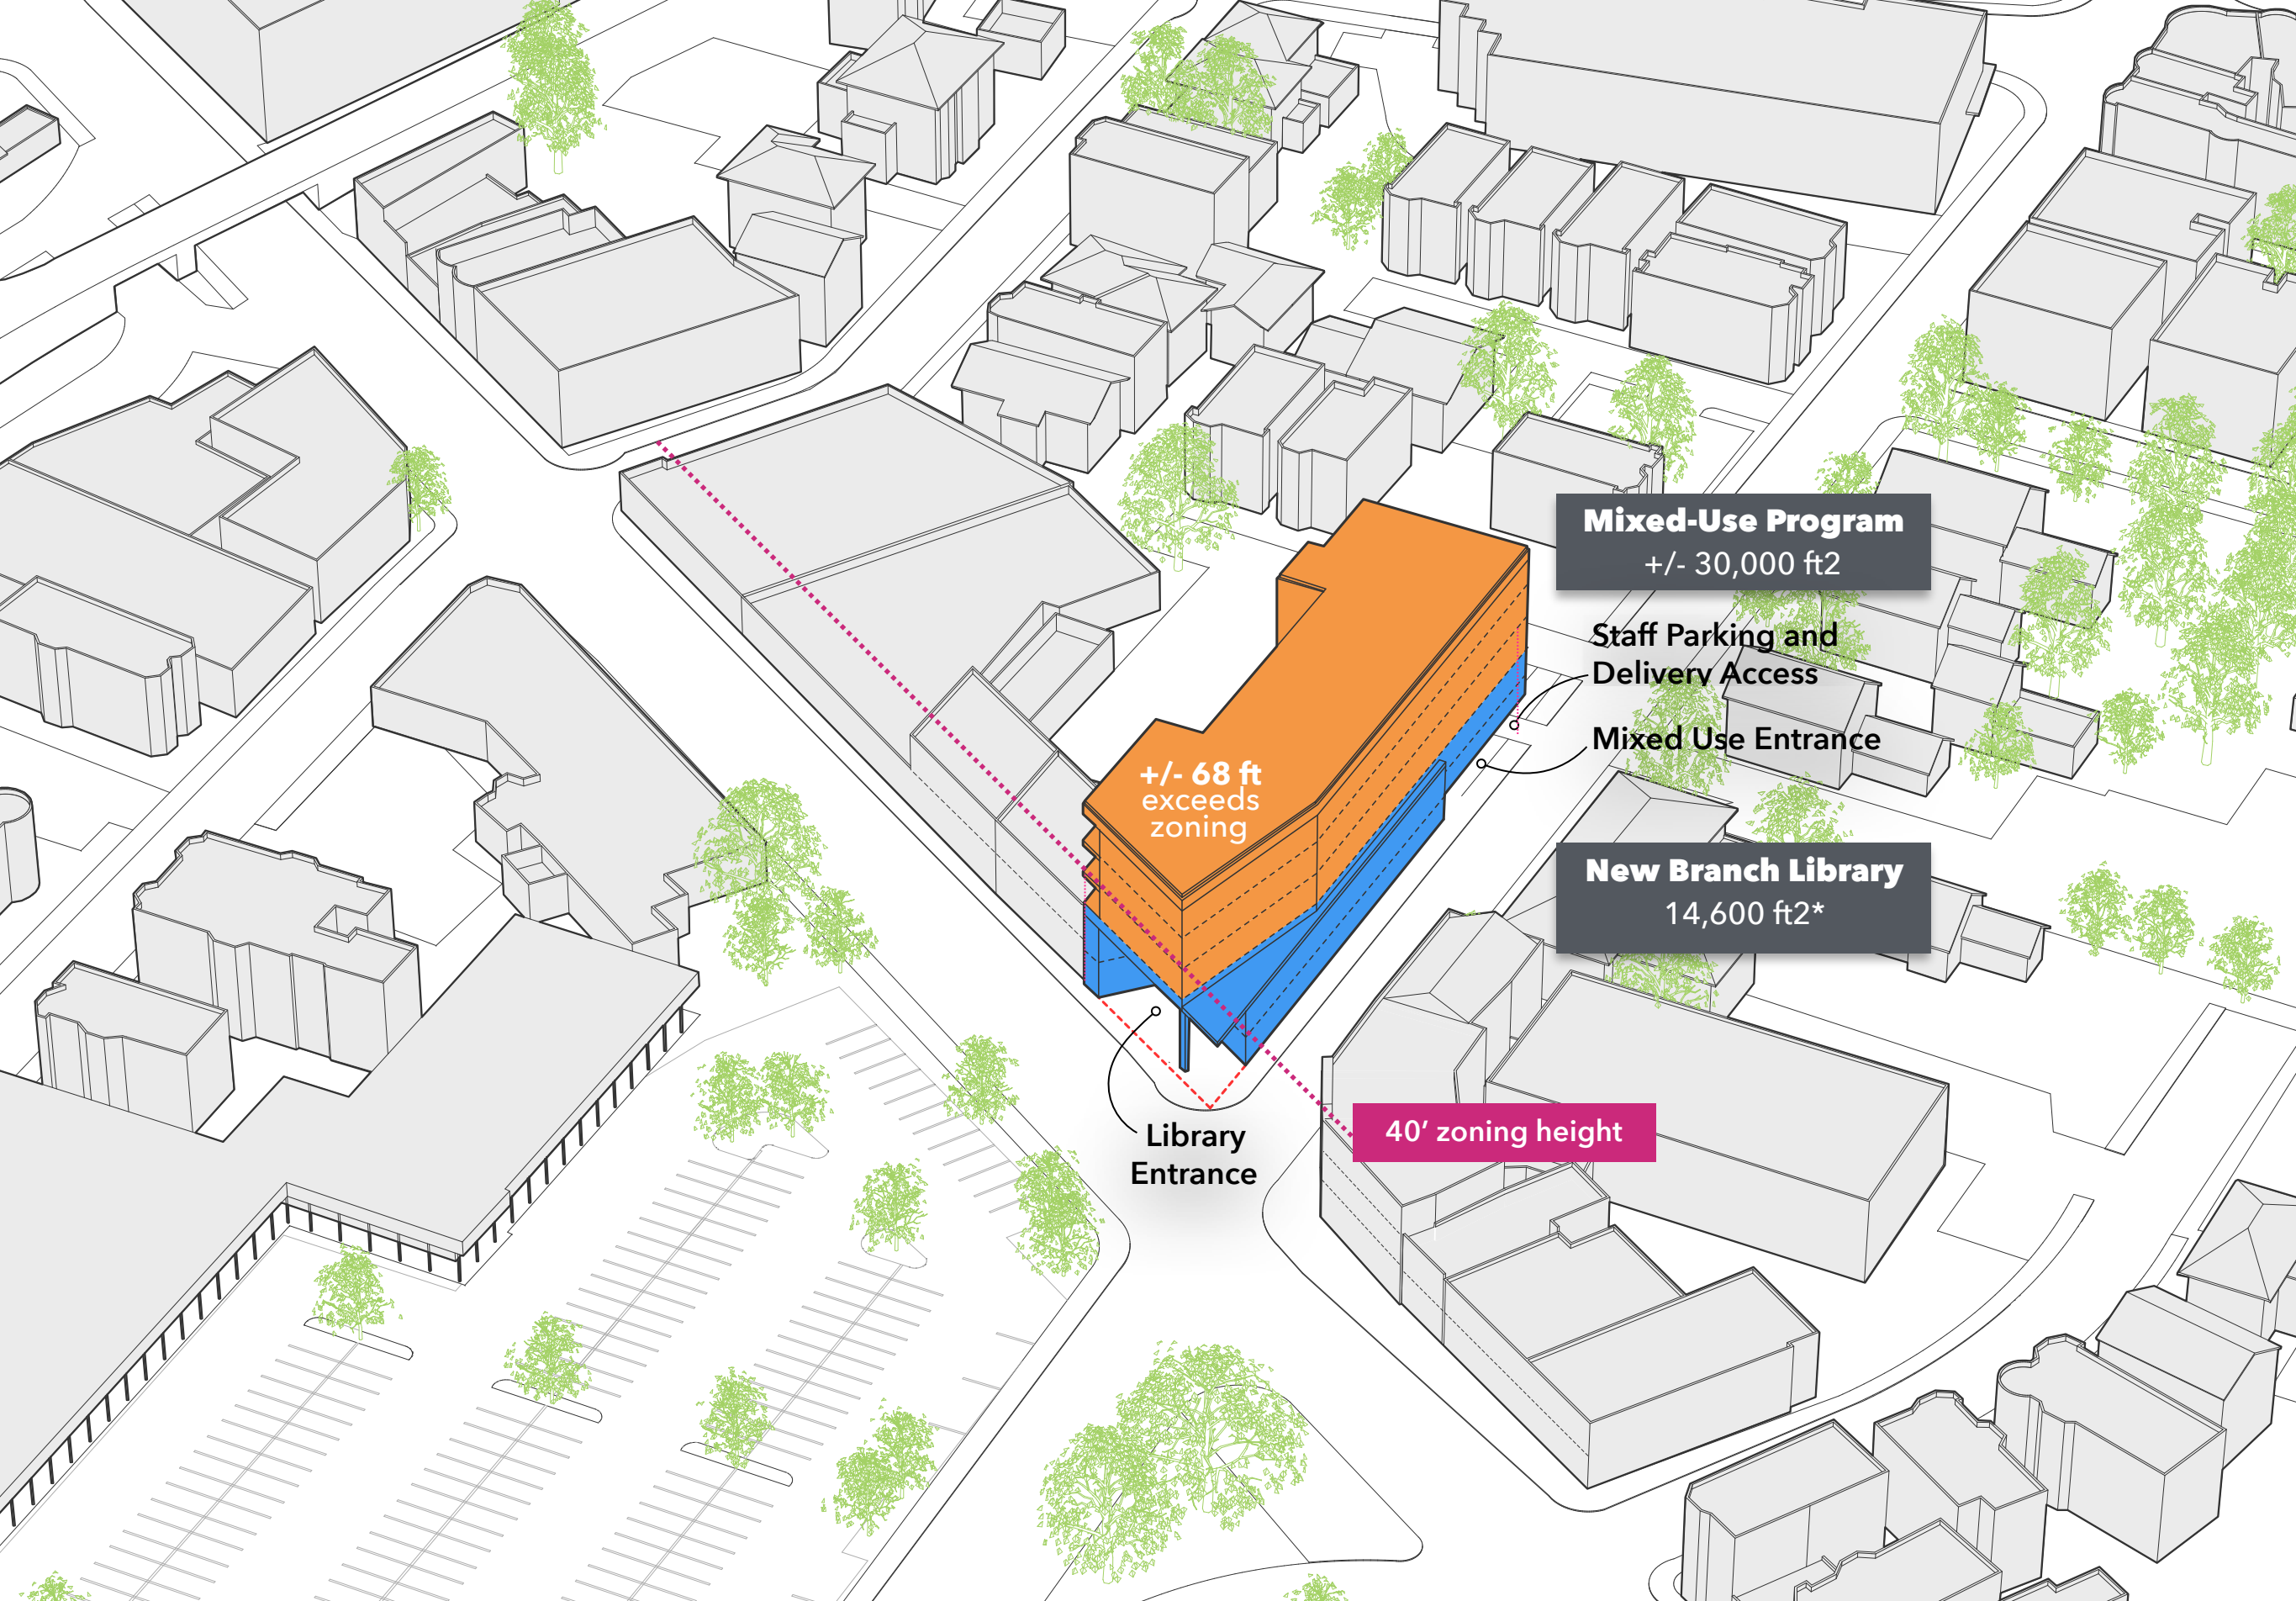 Mixed-Use Program
+/- 30,000 ft2
Staff Parking and
Delivery Access
Mixed Use Entrance
+/- 68 ft
exceeds
zoning
New Branch Library
14,600 ft2*
40’ zoning height
Library
Entrance